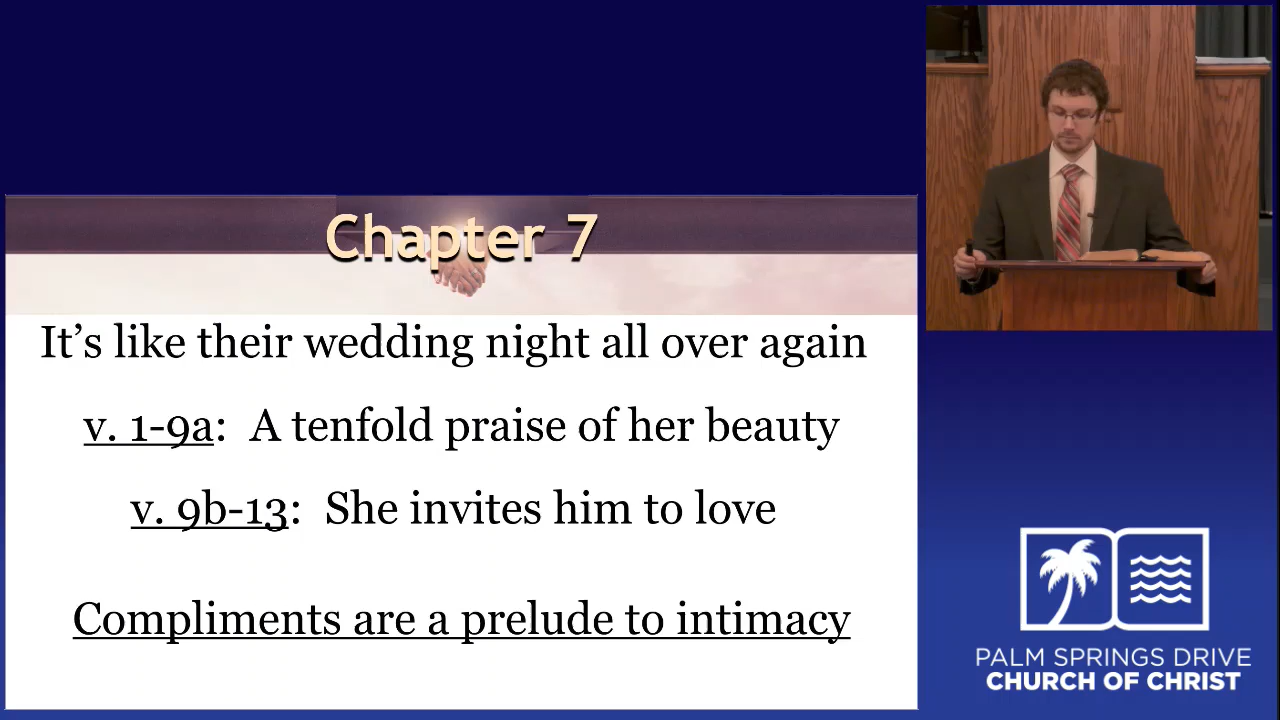 Chapter 7
It's like their wedding night all over again
v. 1-9a: A tenfold praise of her beauty
v. 9b-13: She invites him to love
Compliments are a prelude to intimacy
PALM SPRINGS DRIVE
CHURCH OF CHRIST